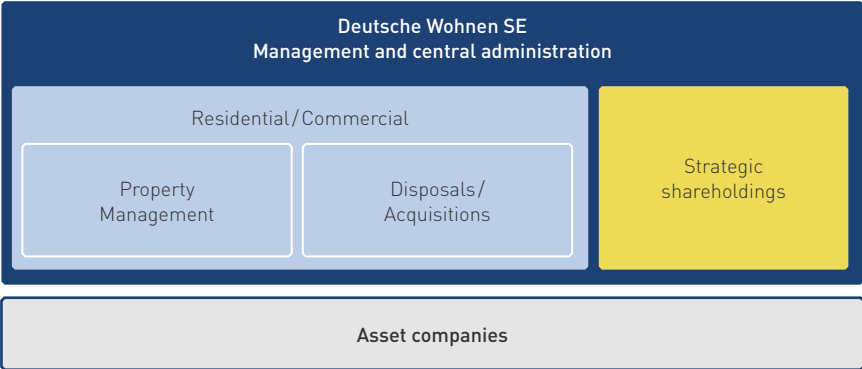 Deutsche Wohnen SE
Management and central administration
Residential/Commercial
Property
Management
Disposals/
Acquisitions
Strategic
shareholdings
Asset companies